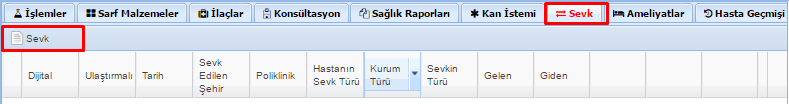 İşlemler Sarf Malzemeler İlaçlar Konsültasyon Sağlık Raporları Kan İstemi Sevk Ameliyatlar Hasta Geçmişi
Sevk
Dijital Ulaştırmalı Tarih Sevk Edilen Şehir Poliklinik Hastanın Sevk Türü Kurum Türü Sevkin Türü Gelen Giden